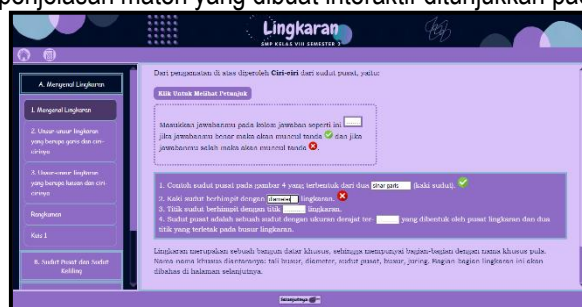 penjelasan materi yang dibuat interaktif ditunjukkan pa
Lingkaran
SMP KELAS VIII SEMESTER 2
A. Mengenal Lingkaran
1. Mengenal Lingkaran
2. Unsur-unsur lingkaran
yang berupa garis dan ciri-
cirinya
3. Unsur-unsur lingkaran
yang berupa luasan dan ciri
cirinya
Rangkuman
Kuis 1
B. Sudut Pusat dan Sudut
Keliling
Dari pengamatan di atas diperoleh Ciri-ciri dari sudut pusat, yaitu:
Klik Untuk Melihat Petunjuk
Masukkan jawabanmu pada kolom jawaban seperti ini
jika jawabanmu benar maka akan muncul tanda dan jika
jawabanmu salah maka akan muncul tanda .
1. Contoh sudut pusat pada gambar 4 yang terbentuk dari dua sinar garis (kaki sudut).
2. Kaki sudut berhimpit dengan diameter lingkaran.
3. Titik sudut berhimpit dengan titik lingkaran.
4. Sudut pusat adalah sebuah sudut dengan ukuran derajat ter- yang dibentuk oleh pusat lingkaran dan dua
titik yang terletak pada busur lingkaran.
Lingkaran merupakan sebuah bangun datar khusus, sehingga mempunyai bagian-bagian dengan nama khusus pula.
Nama nama khusus diantaranya: tali busur, diameter, sudut pusat, busur, juring. Bagian bagian lingkaran ini akan
dibahas di halaman selanjutnya.
Selanjutnya